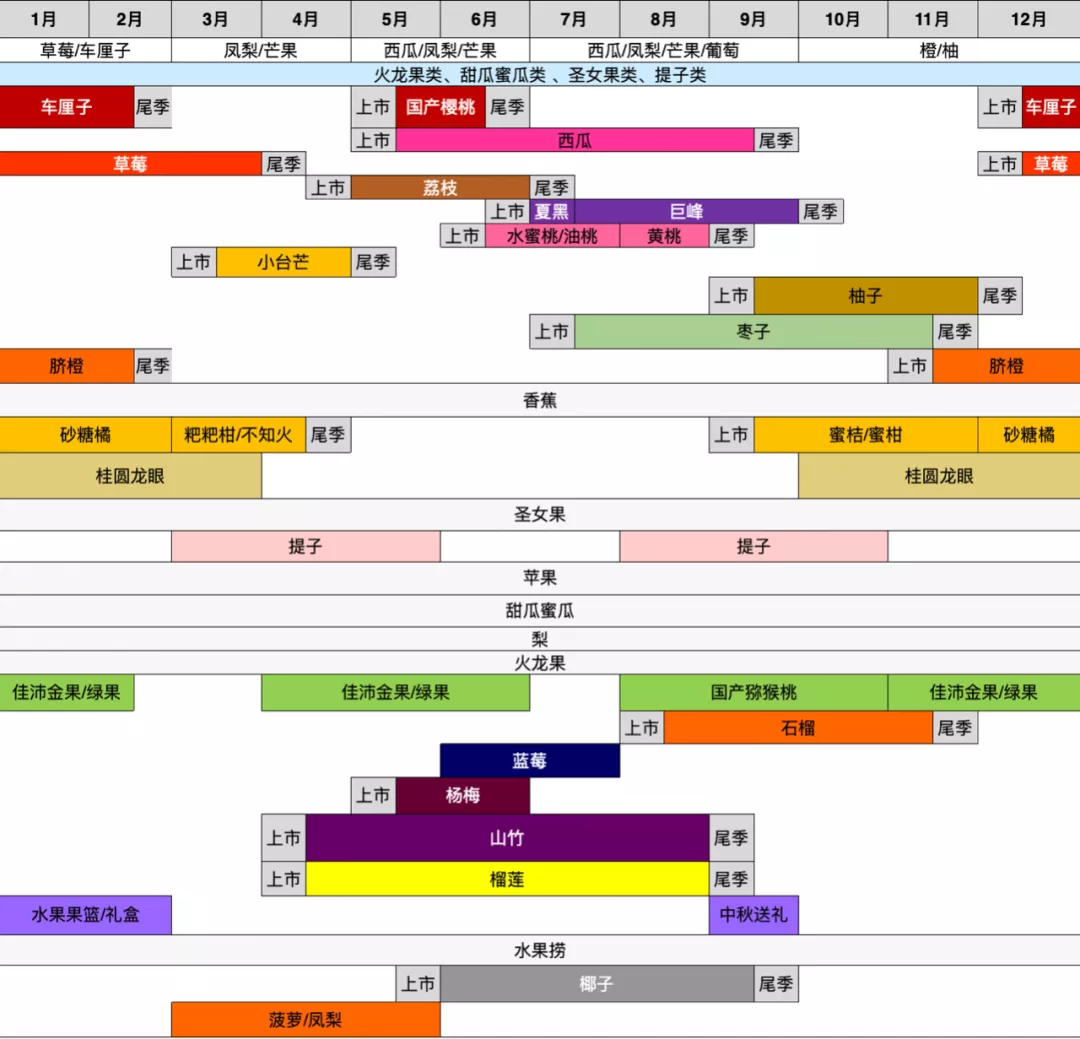 1月 2月 3月 4月 5月 6月 7月 8月 9月 10月 11月 12月
草莓/车厘子 凤梨/芒果 西瓜/凤梨/芒果 西瓜/凤梨/芒果/葡萄 橙/柚
火龙果类、甜瓜蜜瓜类 、圣女果类、提子类
车厘子 尾季 上市 国产樱桃 尾季 上市 车厘子
上市 西瓜 尾季
草莓 尾季 上市 草莓
上市 荔枝 尾季
上市 夏黑 巨峰 尾季
上市 水蜜桃/油桃 黄桃 尾季
上市 小台芒 尾季
上市 柚子 尾季
上市 枣子 尾季
脐橙 尾季 上市 脐橙
香蕉
砂糖橘 粑粑柑/不知火 尾季 上市 蜜桔/蜜柑 砂糖橘
桂圆龙眼 桂圆龙眼
圣女果
提子 提子
苹果
甜瓜蜜瓜
梨
火龙果
佳沛金果/绿果 佳沛金果/绿果 国产猕猴桃 佳沛金果/绿果
上市 石榴 尾季
蓝莓
上市 杨梅
上市 山竹 尾季
上市 榴莲 尾季
水果果篮/礼盒 中秋送礼
水果捞
上市 椰子 尾季
菠萝/凤梨